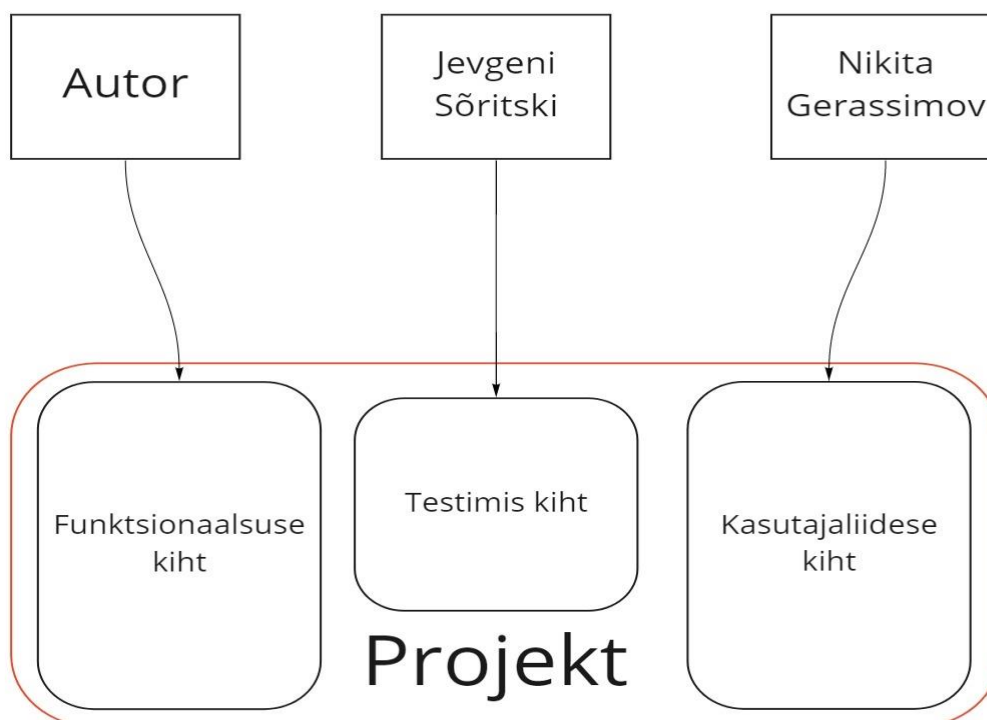 Autor
Jevgeni
Sõritski
Nikita
Gerassimov
Funktsionaalsuse
kiht
Testimis kiht
Kasutajaliidese
kiht
Projekt